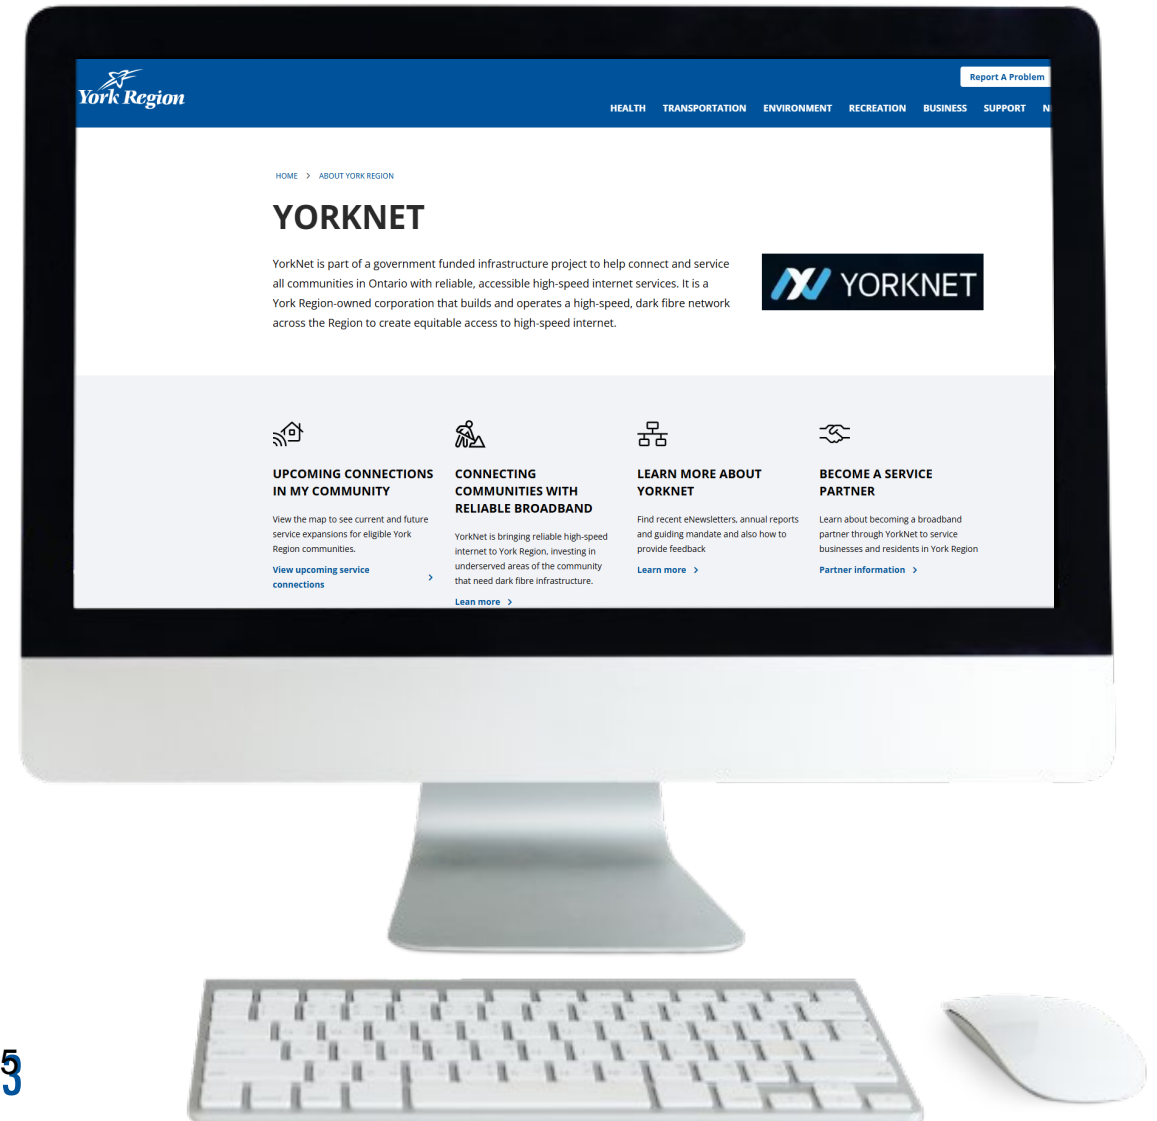 York Region
Report A Problem
HEALTH TRANSPORTATION ENVIRONMENT RECREATION BUSINESS SUPPORT N
HOME > ABOUT YORK REGION
YORKNET
YorkNet is part of a government funded infrastructure project to help connect and service
all communities in Ontario with reliable, accessible high-speed internet services. It is a
York Region-owned corporation that builds and operates a high-speed, dark fibre network
across the Region to create equitable access to high-speed internet.
YORKNET
UPCOMING CONNECTIONS
IN MY COMMUNITY
View the map to see current and future
service expansions for eligible York
Region communities.
View upcoming service
connections >
CONNECTING
COMMUNITIES WITH
RELIABLE BROADBAND
YorkNet is bringing reliable high-speed
internet to York Region, investing in
underserved areas of the community
that need dark fibre infrastructure.
Lean more >
LEARN MORE ABOUT
YORKNET
Find recent eNewsletters, annual reports
and guiding mandate and also how to
provide feedback
Learn more >
BECOME A SERVICE
PARTNER
Learn about becoming a broadband
partner through YorkNet to service
businesses and residents in York Region
Partner information >
5
3